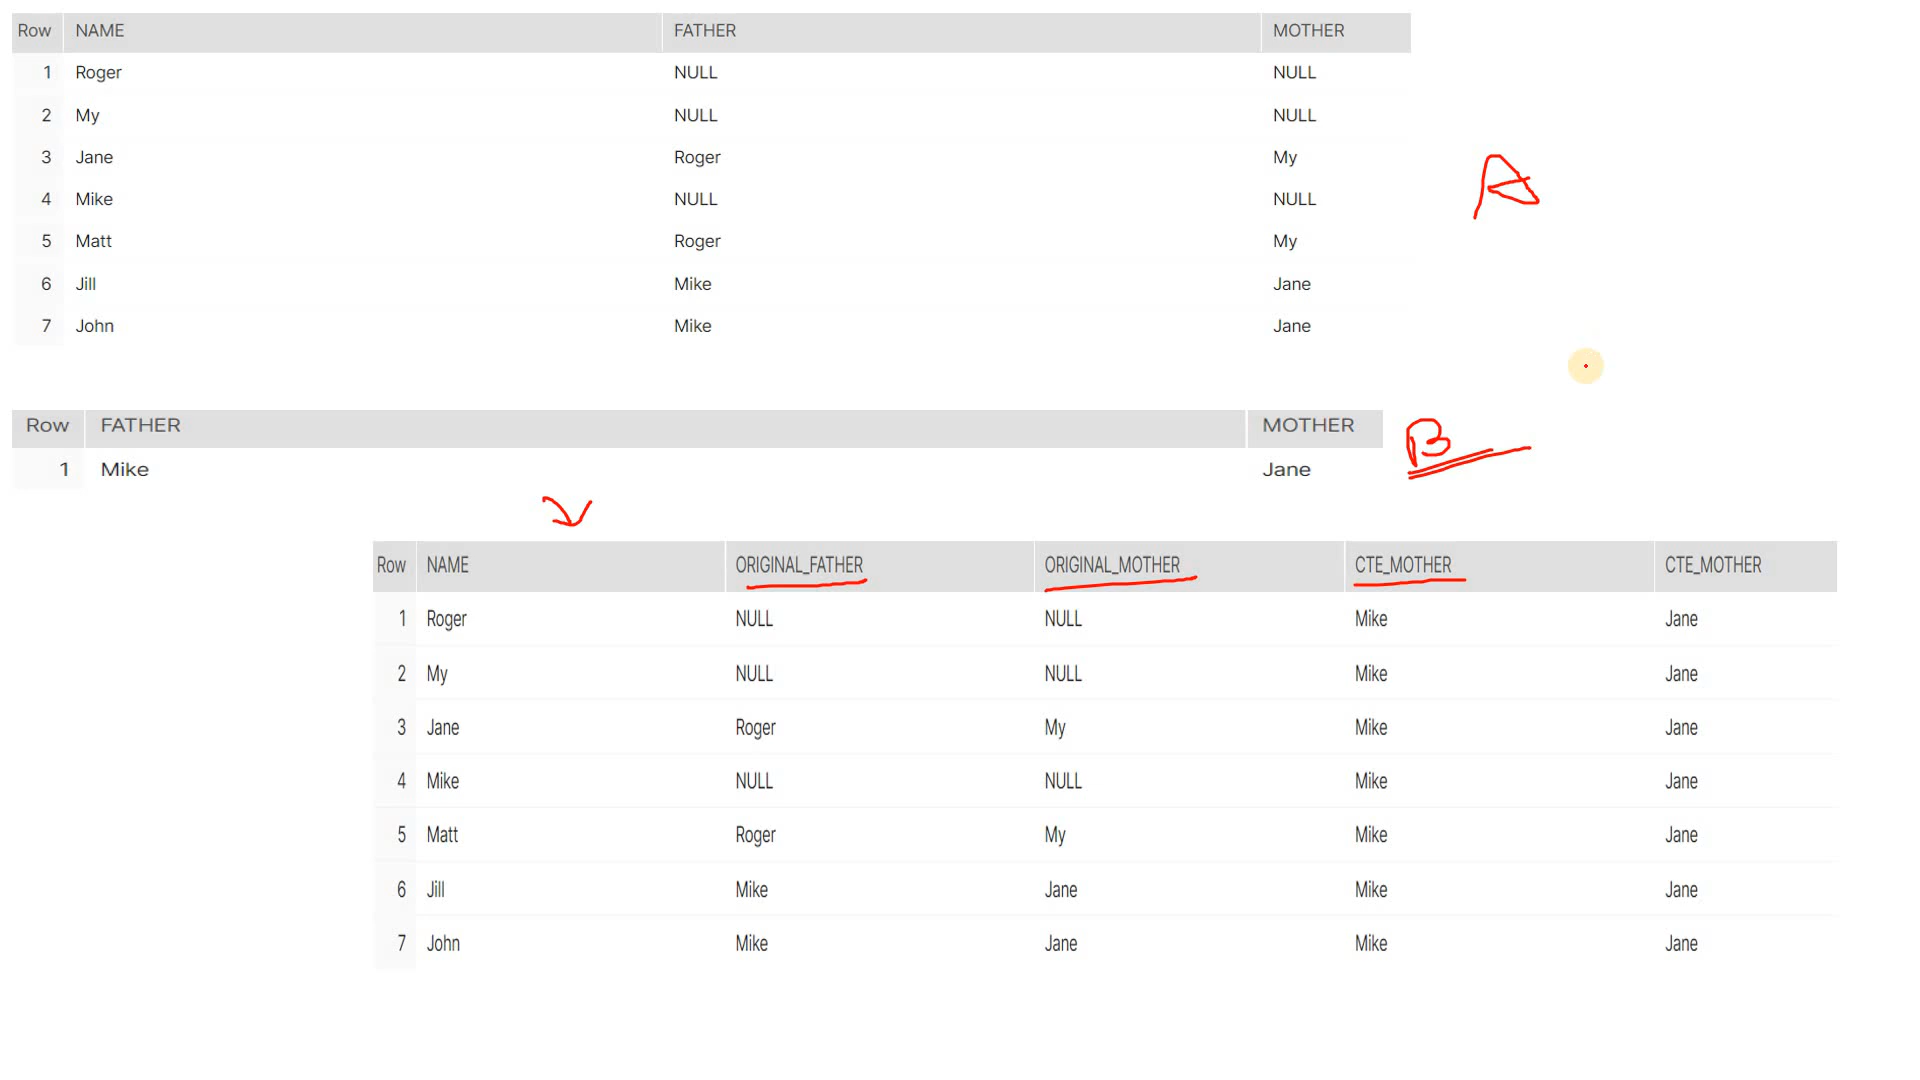 Row NAME FATHER MOTHER
1 Roger NULL NULL
2 My NULL NULL
3 Jane Roger My
4 Mike NULL NULL
5 Matt Roger My
6 Jill Mike Jane
7 John Mike Jane
A
Row FATHER MOTHER
1 Mike Jane
B
Row NAME ORIGINAL_FATHER ORIGINAL_MOTHER CTE_MOTHER CTE_MOTHER
1 Roger NULL NULL Mike Jane
2 My NULL NULL Mike Jane
3 Jane Roger My Mike Jane
4 Mike NULL NULL Mike Jane
5 Matt Roger My Mike Jane
6 Jill Mike Jane Mike Jane
7 John Mike Jane Mike Jane